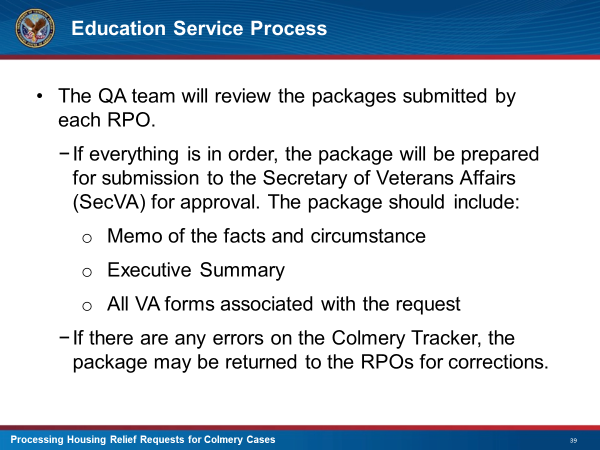 Education Service Process
• The QA team will review the packages submitted by
each RPO.
−If everything is in order, the package will be prepared
for submission to the Secretary of Veterans Affairs
(SecVA) for approval. The package should include:
o Memo of the facts and circumstance
o Executive Summary
o All VA forms associated with the request
−If there are any errors on the Colmery Tracker, the
package may be returned to the RPOs for corrections.
Processing Housing Relief Requests for Colmery Cases
39